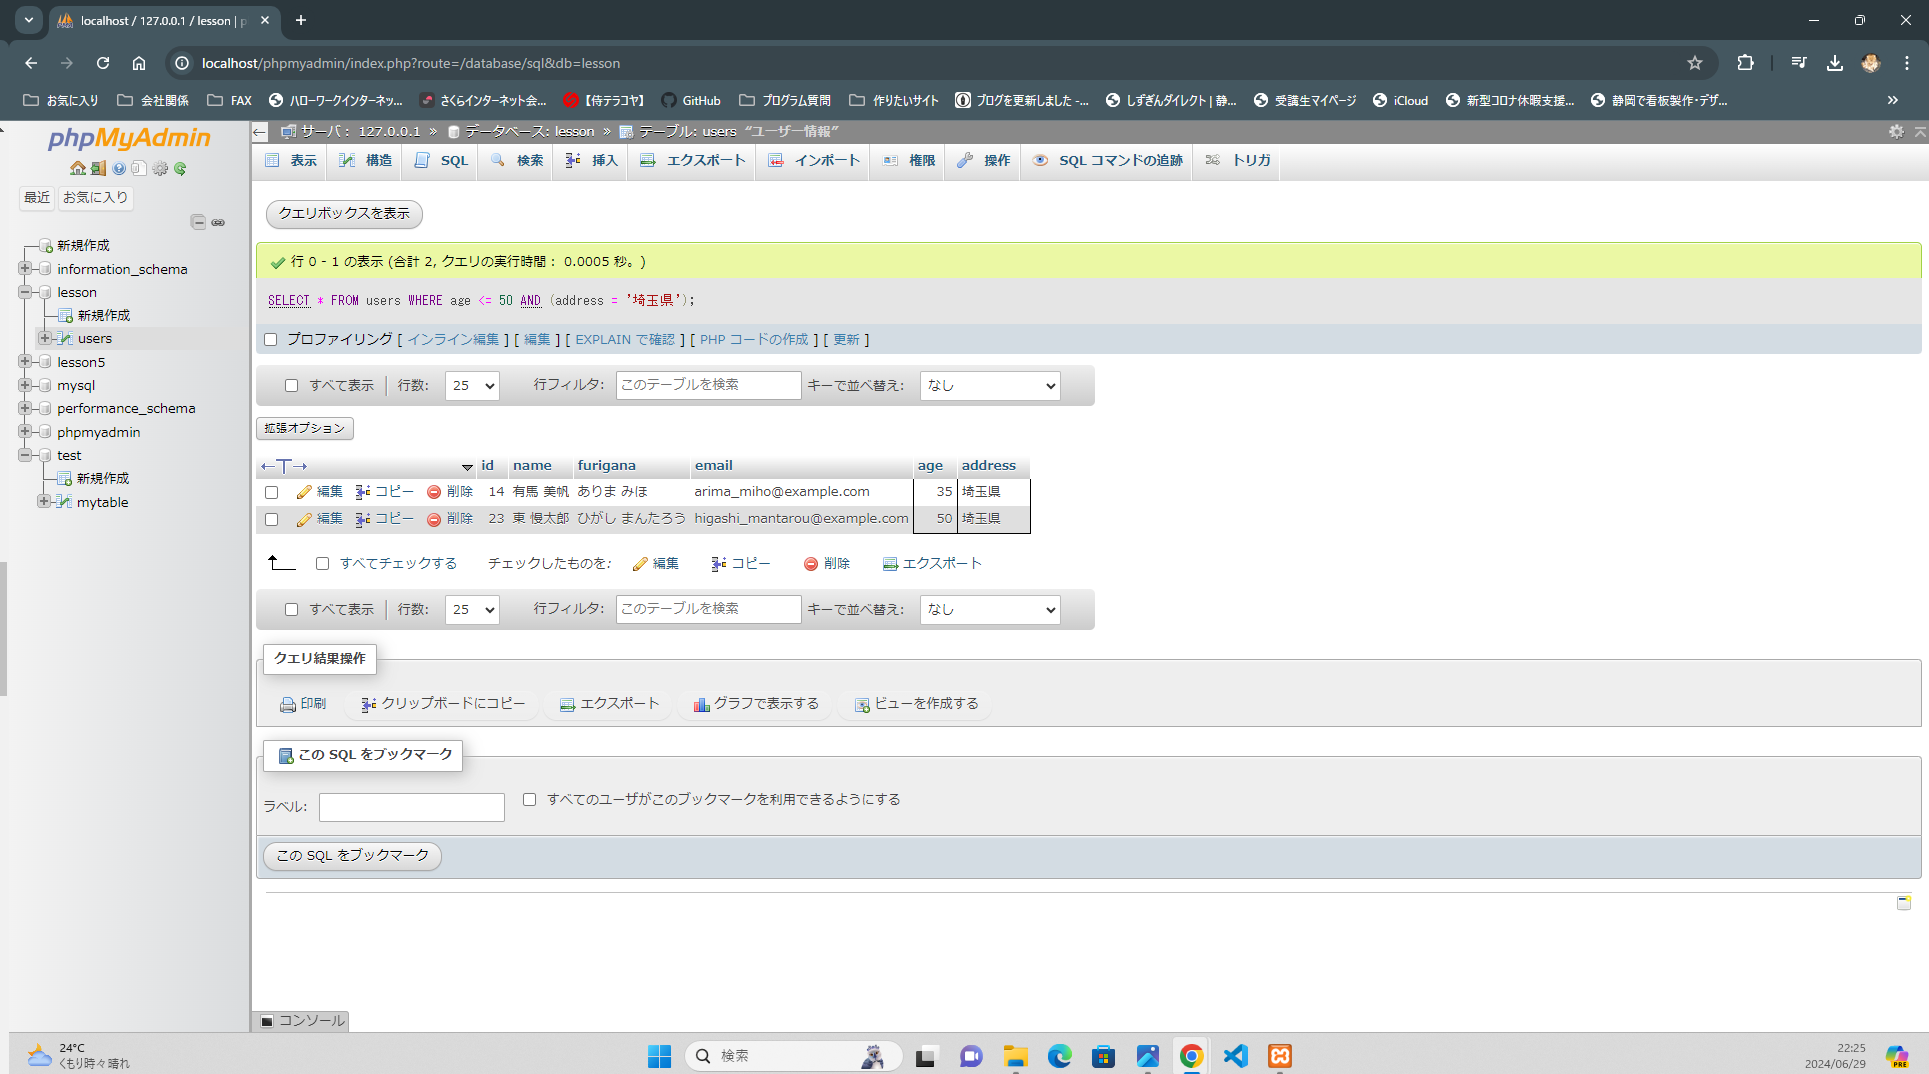 localhost / 127.0.0.1 / lesson | p
localhost/phpmyadmin/index.php?route=/database/sql&db=lesson
お気に入り 会社関係 FAX ハローワークインターネッ... さくらインターネット会... 【侍テラコヤ】 GitHub プログラム質問 作りたいサイト ブログを更新しました -... しずぎんダイレクト | 静... 受講生マイページ iCloud 新型コロナ休暇支援... 静岡で看板製作・デザ...
phpMyAdmin
最近 お気に入り
新規作成
information_schema
lesson
新規作成
users
lesson5
mysql
performance_schema
phpmyadmin
test
新規作成
mytable
サーバ: 127.0.0.1 » データベース: lesson » テーブル: users “ユーザー情報”
表示 構造 SQL 検索 挿入 エクスポート インポート 権限 操作 SQL コマンドの追跡 トリガ
クエリボックスを表示
行 0 - 1 の表示 (合計 2, クエリの実行時間： 0.0005 秒。)
SELECT * FROM users WHERE age <= 50 AND (address = '埼玉県');
プロファイリング [ インライン編集 ] [ 編集 ] [ EXPLAIN で確認 ] [ PHP コードの作成 ] [ 更新 ]
すべて表示 行数: 25 行フィルタ: このテーブルを検索 キーで並べ替え: なし
拡張オプション
←T→ id name furigana email age address
編集 コピー 削除 14 有馬 美帆 ありま みほ arima_miho@example.com 35 埼玉県
編集 コピー 削除 23 東 慢太郎 ひがし まんたろう higashi_mantarou@example.com 50 埼玉県
すべてチェックする チェックしたものを: 編集 コピー 削除 エクスポート
すべて表示 行数: 25 行フィルタ: このテーブルを検索 キーで並べ替え: なし
クエリ結果操作
印刷 クリップボードにコピー エクスポート グラフで表示する ビューを作成する
この SQL をブックマーク
ラベル: すべてのユーザがこのブックマークを利用できるようにする
この SQL をブックマーク
コンソール
24°C
くもり時々晴れ
検索
22:25
2024/06/29
PRE